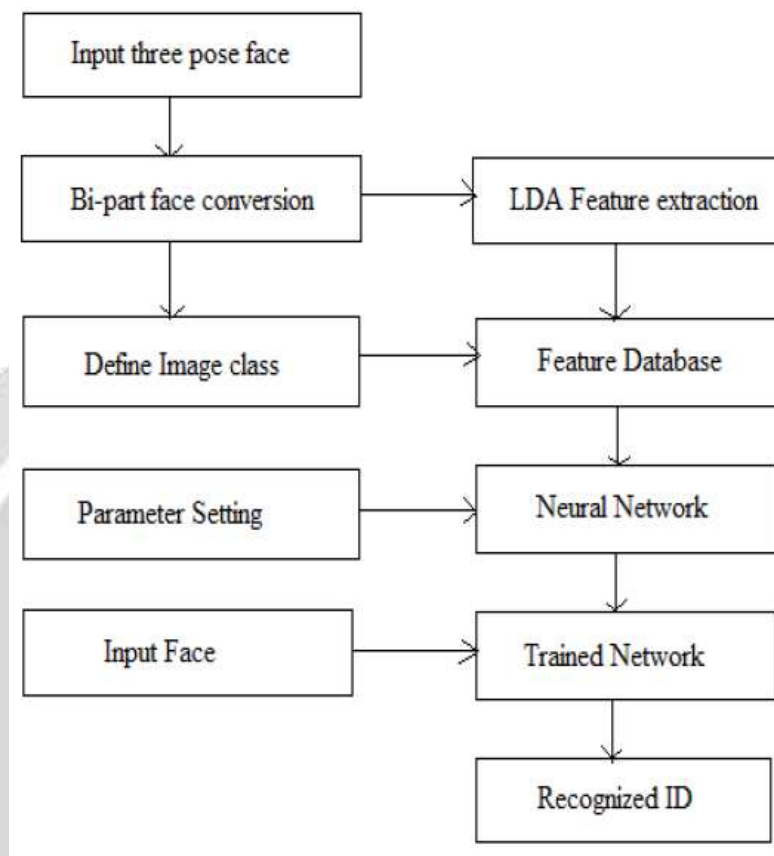 Input three pose face
Bi-part face conversion
LDA Feature extraction
Define Image class
Feature Database
Parameter Setting
Neural Network
Input Face
Trained Network
Recognized ID